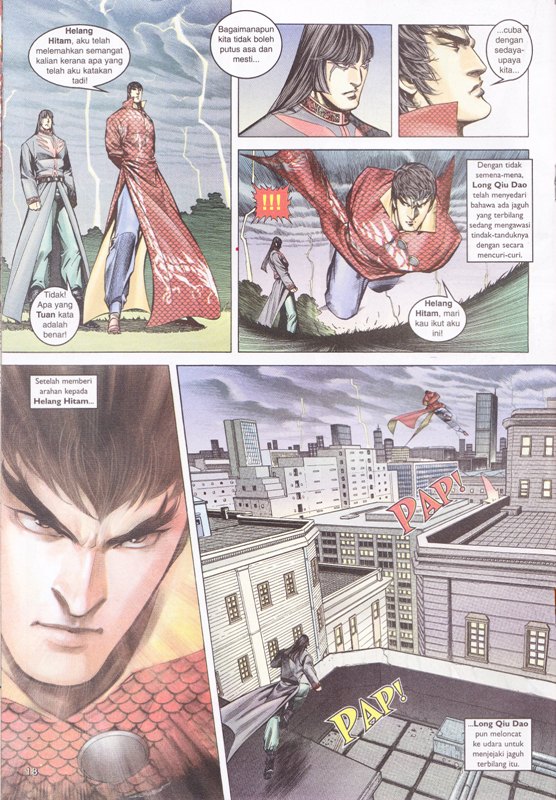 Helang
Hitam, aku telah
melemahkan semangat
kalian kerana apa yang
telah aku katakan
tadi!
Tidak!
Apa yang
Tuan kata
adalah
benar!
Bagaimanapun
kita tidak boleh
putus asa dan
mesti...
...cuba
dengan
sedaya-
upaya
kita...
!!!
Dengan tidak
semena-mena,
Long Qiu Dao
telah menyedari
bahawa ada jaguh
yang terbilang
sedang mengawasi
tindak-tanduknya
dengan secara
mencuri-curi.
Helang
Hitam, mari
kau ikut aku
ini!
Setelah memberi
arahan kepada
Helang Hitam...
PAP!
PAP!
...Long Qiu Dao
pun meloncat
ke udara untuk
menjejaki jaguh
terbilang itu.
18